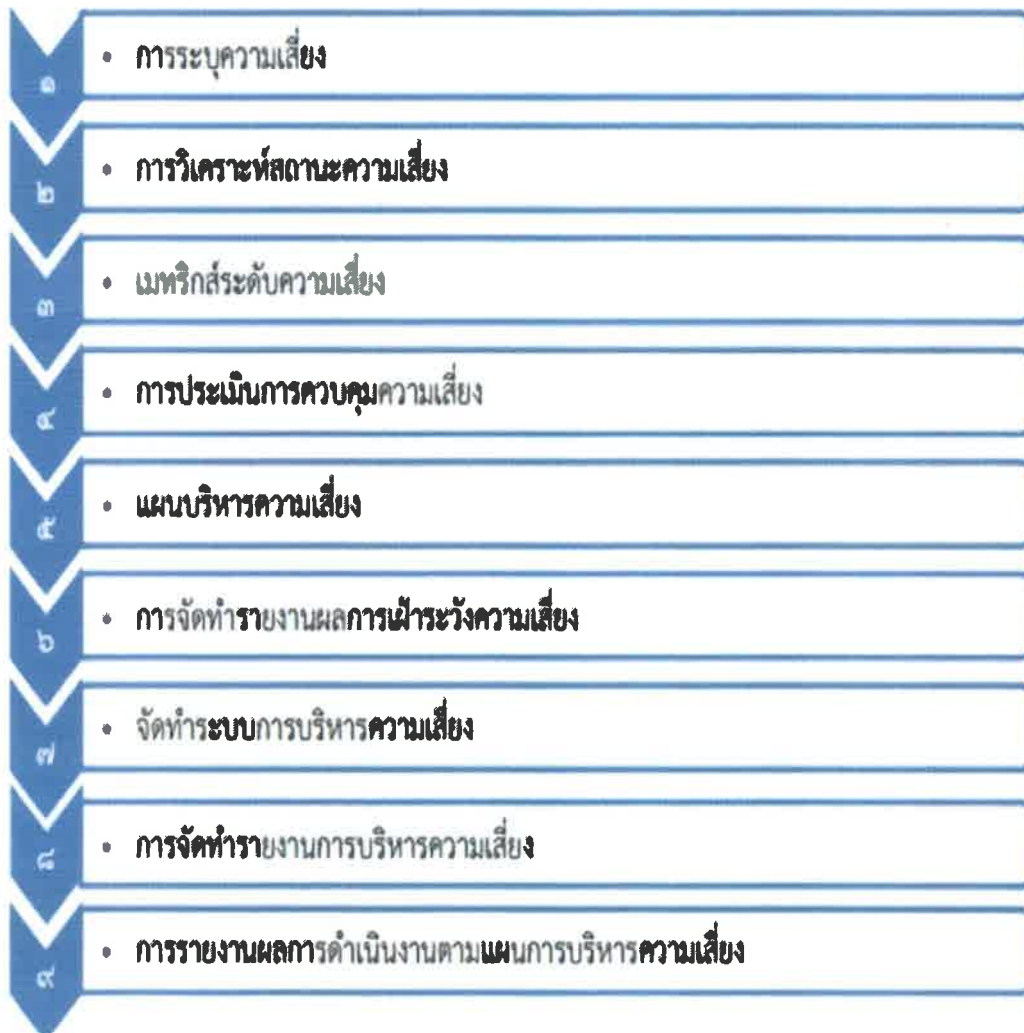 ๑
• การระบุความเสี่ยง
๒
• การวิเคราะห์สถานะความเสี่ยง
๓
• เมทริกส์ระดับความเสี่ยง
๔
• การประเมินการควบคุมความเสี่ยง
๕
• แผนบริหารความเสี่ยง
๖
• การจัดทำรายงานผลการเฝ้าระวังความเสี่ยง
๗
• จัดทำระบบการบริหารความเสี่ยง
๘
• การจัดทำรายงานการบริหารความเสี่ยง
๙
• การรายงานผลการดำเนินงานตามแผนการบริหารความเสี่ยง